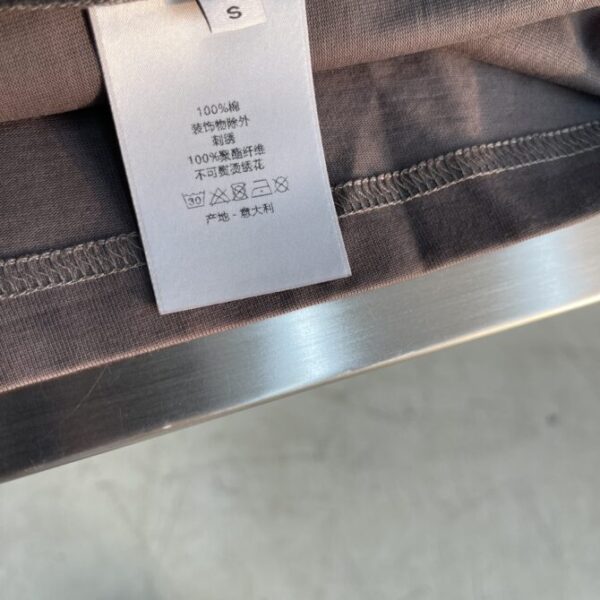 S
100%棉
装饰物除外
刺绣
100%聚酯纤维
不可熨烫绣花
30
产地 - 意大利